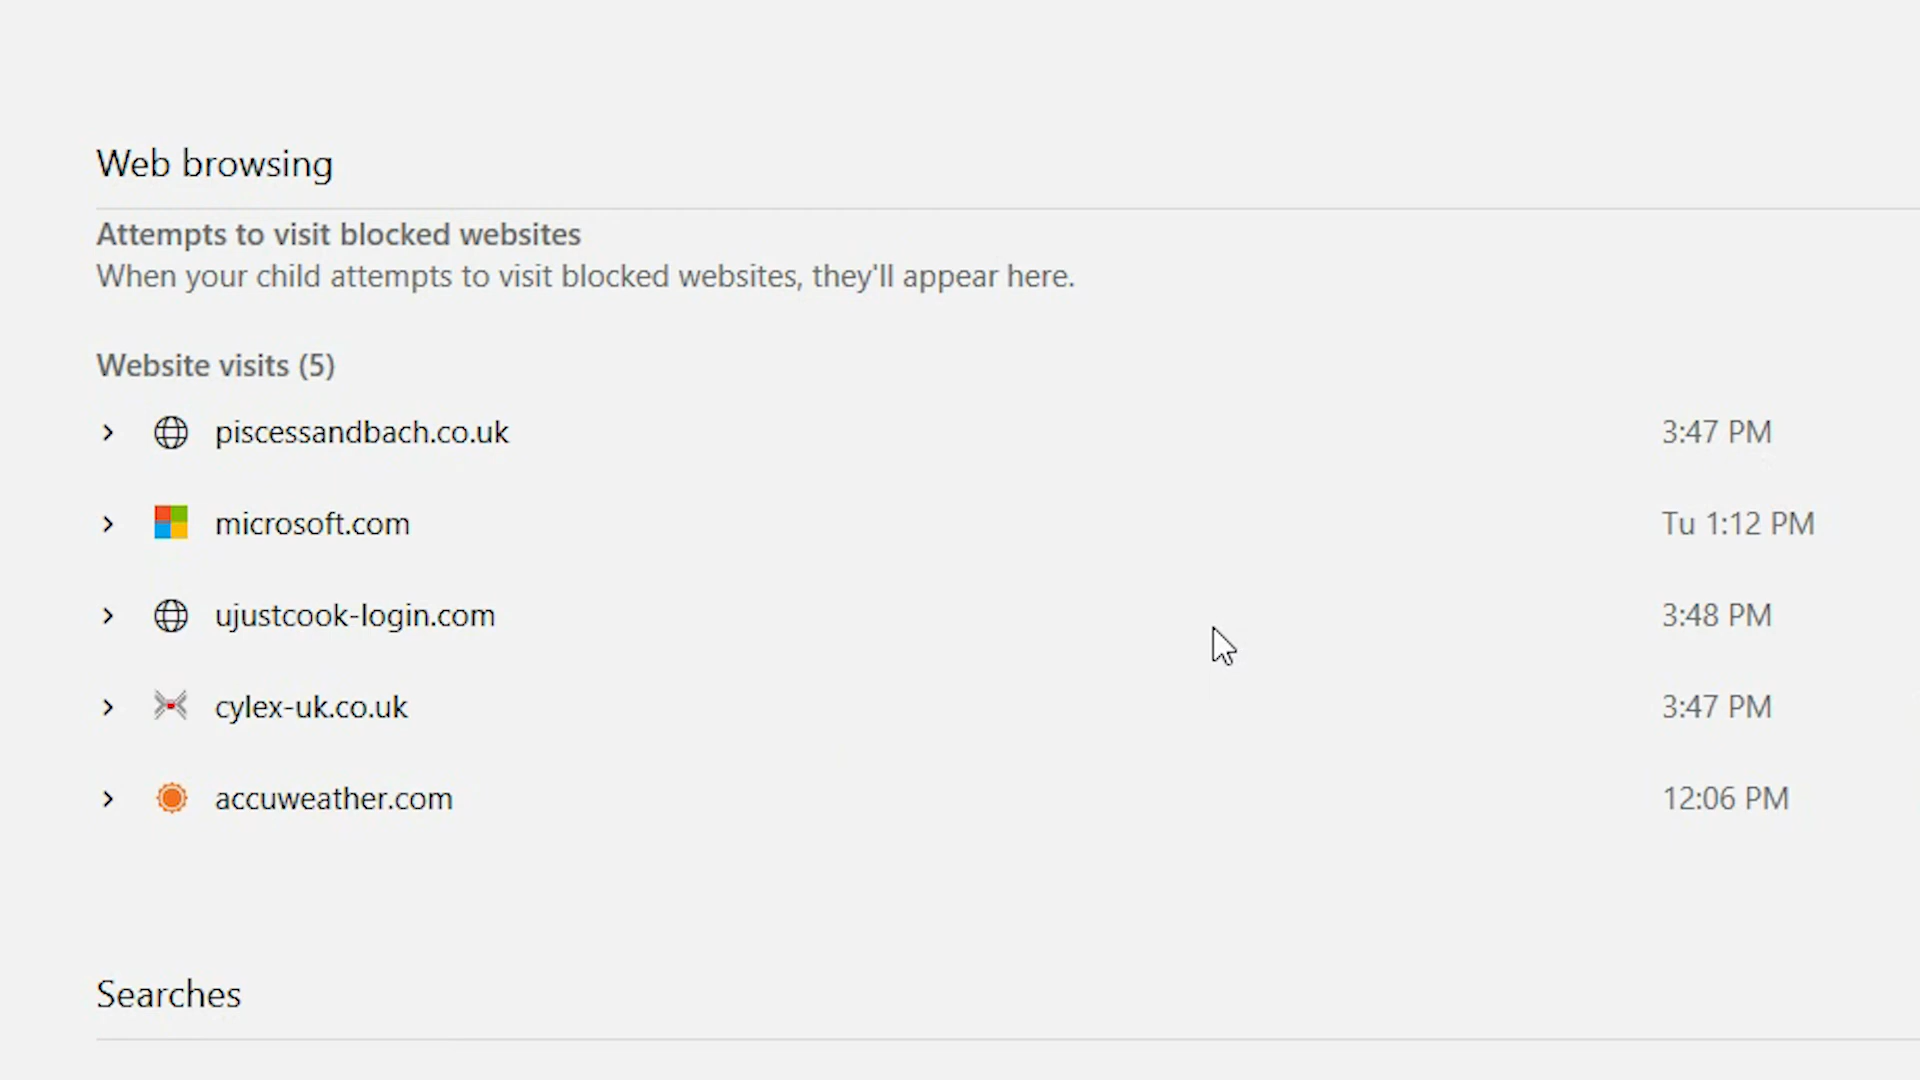 Web browsing
Attempts to visit blocked websites
When your child attempts to visit blocked websites, they'll appear here.
Website visits (5)
piscessandbach.co.uk 3:47 PM
microsoft.com Tu 1:12 PM
ujustcook-login.com 3:48 PM
cylex-uk.co.uk 3:47 PM
accuweather.com 12:06 PM
Searches